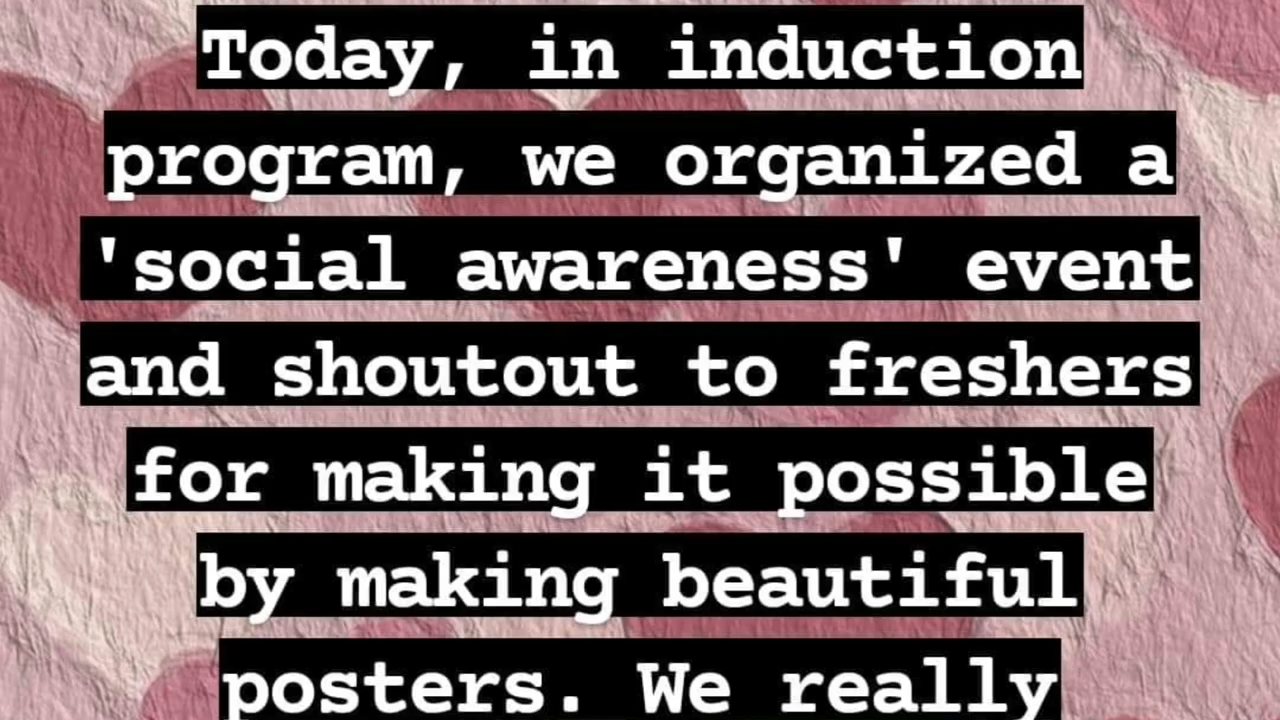 Today, in induction
program, we organized a
'social awareness' event
and shoutout to freshers
for making it possible
by making beautiful
posters. We really